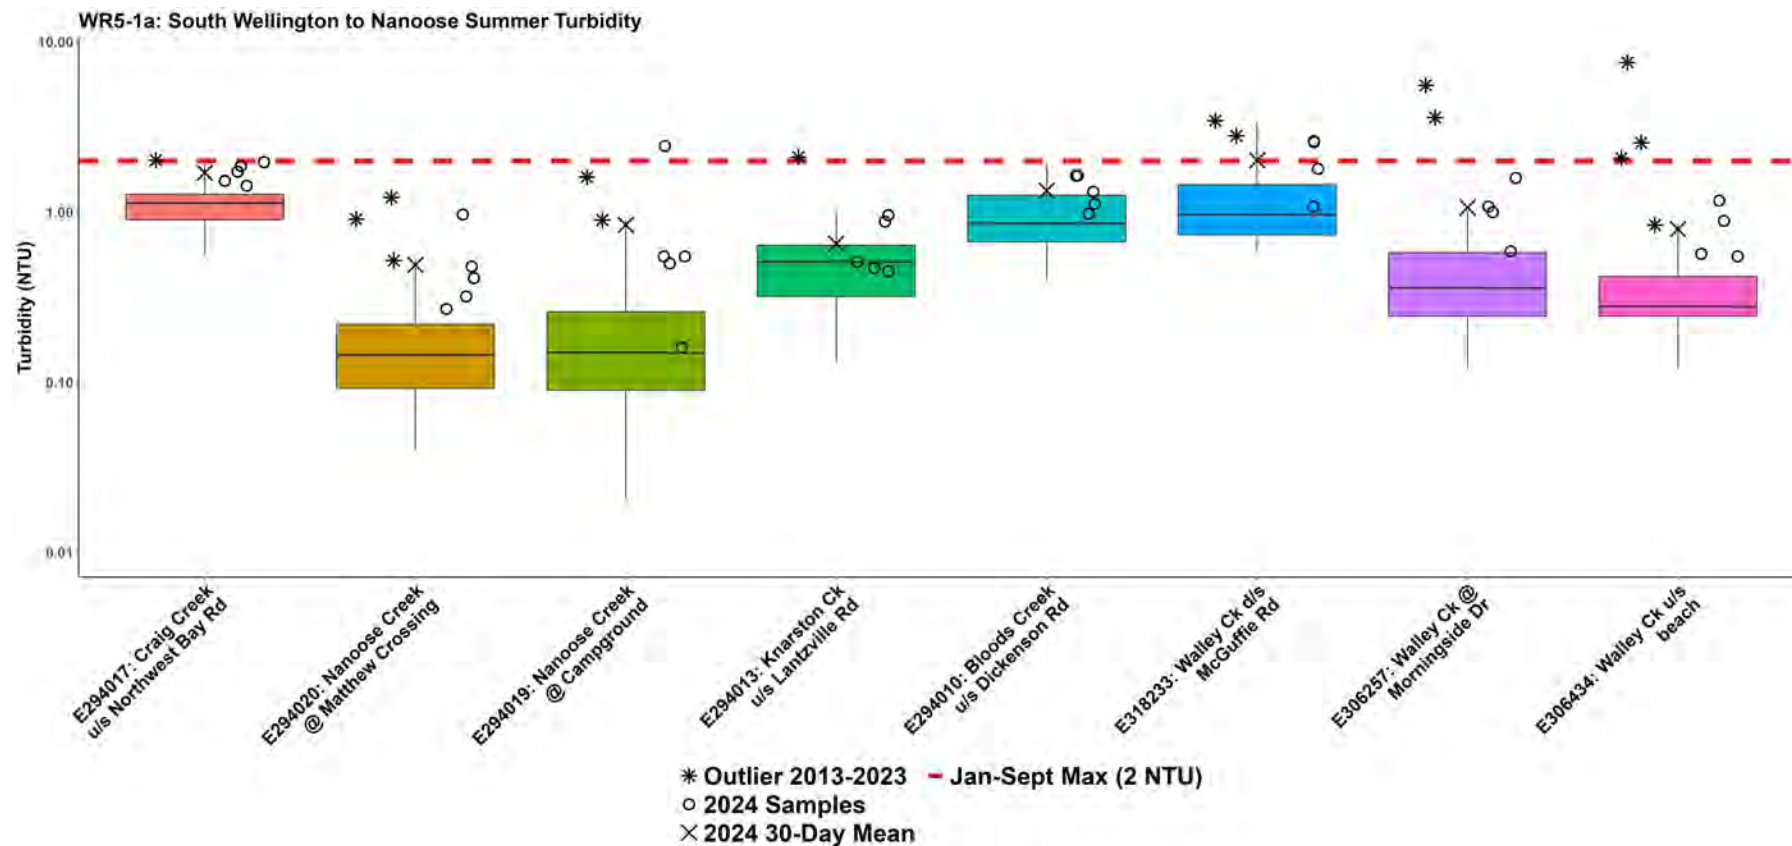 WR5-1a: South Wellington to Nanoose Summer Turbidity
10.00
1.00
0.10
0.01
Turbidity (NTU)
E294017: Craig Creek
u/s Northwest Bay Rd
E294020: Nanoose Creek
@ Matthew Crossing
E294019: Nanoose Creek
@ Campground
E294013: Knarston Ck
u/s Lantzville Rd
E294010: Bloods Creek
u/s Dickenson Rd
E318233: Walley Ck d/s
McGuffie Rd
E306257: Walley Ck @
Morningside Dr
E306434: Walley Ck u/s
beach
Outlier 2013-2023
Jan-Sept Max (2 NTU)
2024 Samples
2024 30-Day Mean